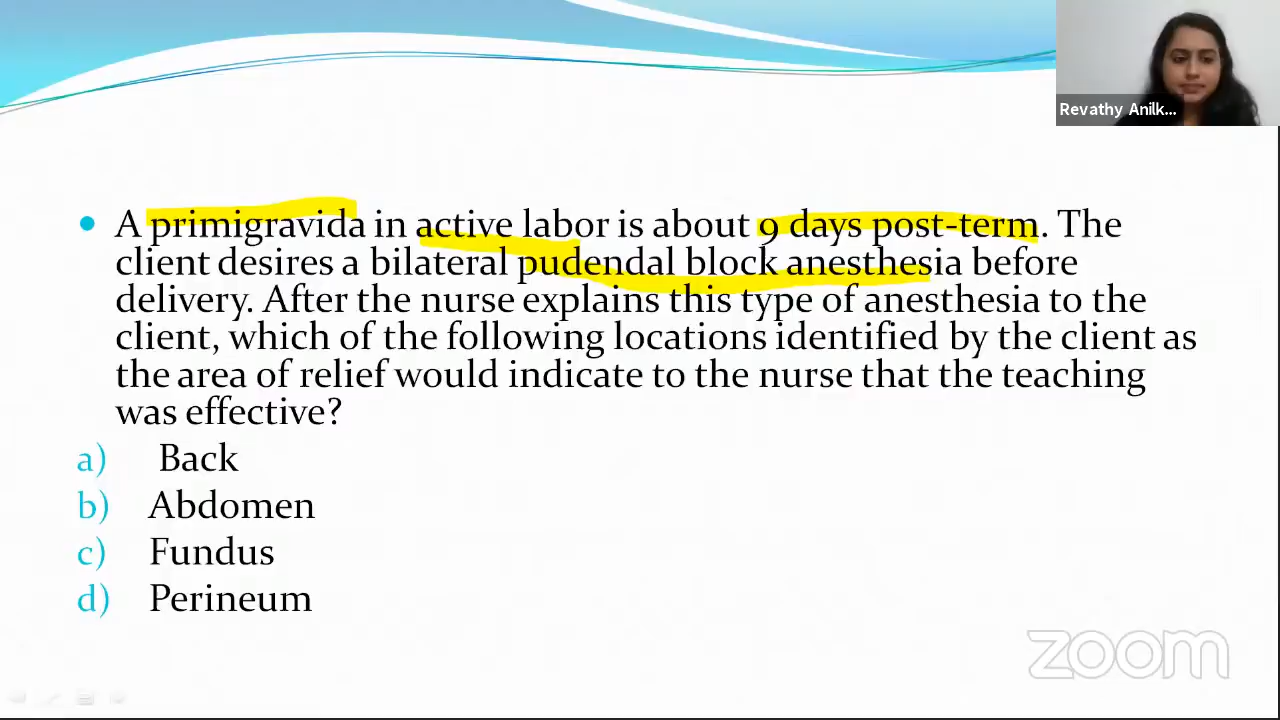 Revathy Anilk...
• A primigravida in active labor is about 9 days post-term. The
client desires a bilateral pudendal block anesthesia before
delivery. After the nurse explains this type of anesthesia to the
client, which of the following locations identified by the client as
the area of relief would indicate to the nurse that the teaching
was effective?
a) Back
b) Abdomen
c) Fundus
d) Perineum
zoom